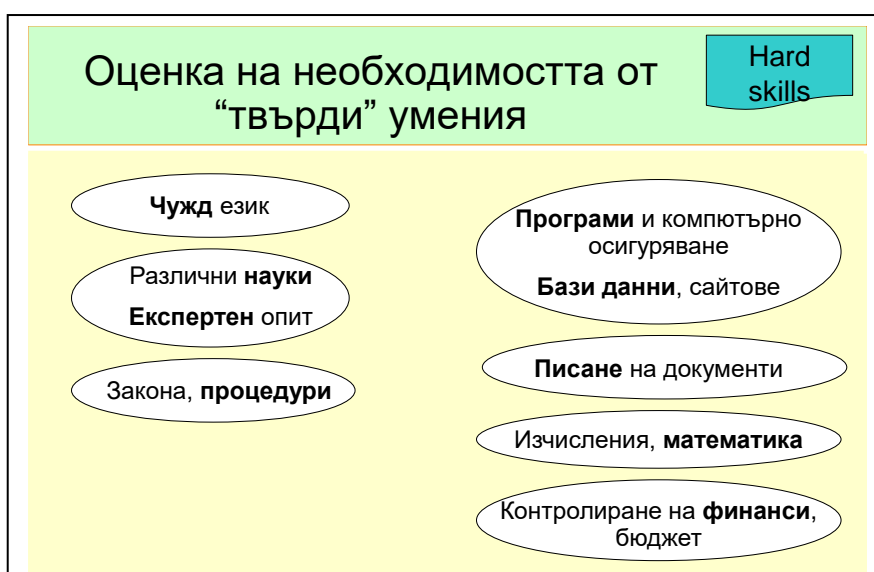 Оценка на необходимостта от
“твърди” умения
Hard
skills
Чужд език
Различни науки
Експертен опит
Закона, процедури
Програми и компютърно
осигуряване
Бази данни, сайтове
Писане на документи
Изчисления, математика
Контролиране на финанси,
бюджет